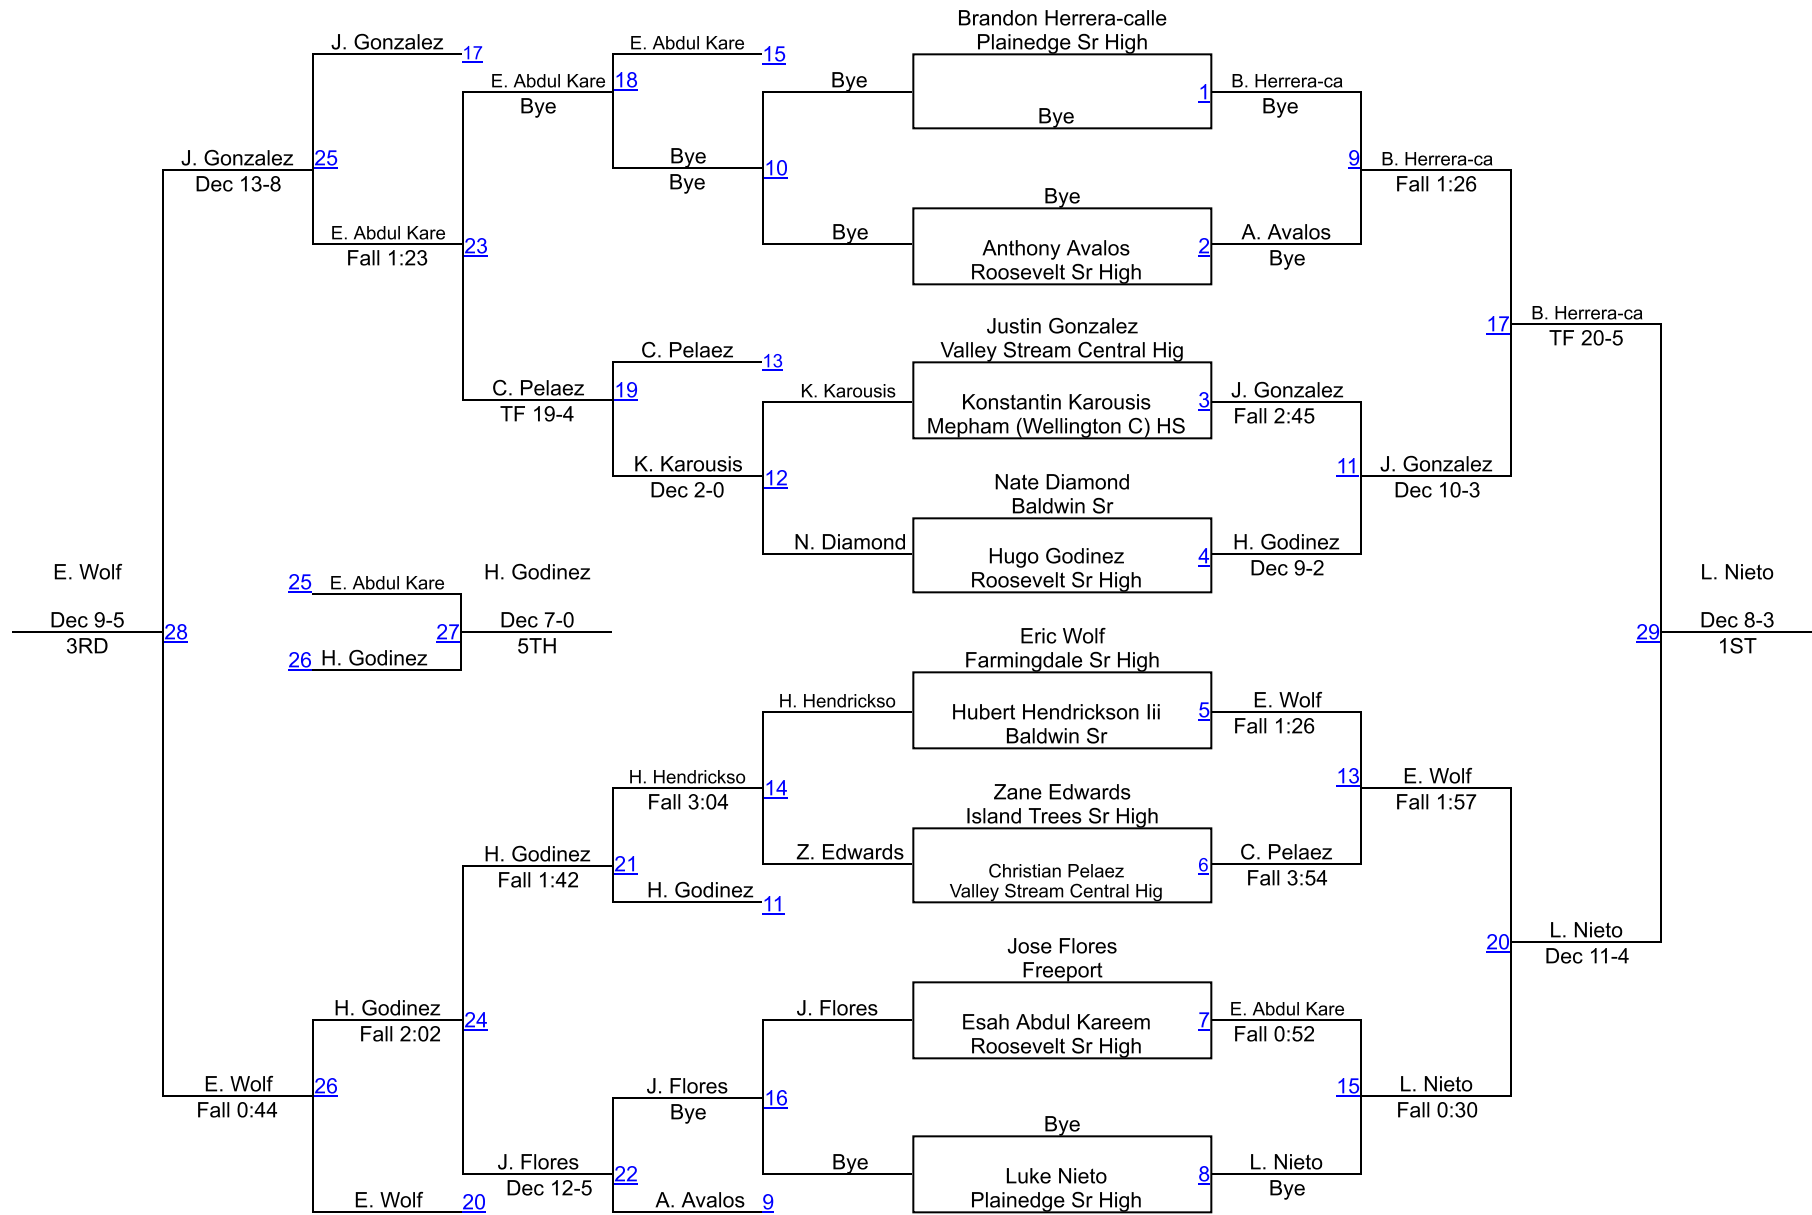 Brandon Herrera-calle
Plainedge Sr High
J. Gonzalez
17
E. Abdul Kare
15
E. Abdul Kare
18
Bye
1
B. Herrera-ca
Bye
Bye
Bye
J. Gonzalez
25
Dec 13-8
Bye
10
Bye
9
B. Herrera-ca
Fall 1:26
Bye
E. Abdul Kare
23
Fall 1:23
Bye
Anthony Avalos
Roosevelt Sr High
2
A. Avalos
Bye
Justin Gonzalez
Valley Stream Central Hig
17
B. Herrera-ca
TF 20-5
C. Pelaez
13
C. Pelaez
19
TF 19-4
K. Karousis
Konstantin Karousis
Mepham (Wellington C) HS
3
J. Gonzalez
Fall 2:45
K. Karousis
12
Dec 2-0
11
J. Gonzalez
Dec 10-3
Nate Diamond
Baldwin Sr
N. Diamond
Hugo Godinez
Roosevelt Sr High
4
H. Godinez
Dec 9-2
E. Wolf
Dec 9-5
3RD
28
25
E. Abdul Kare
26
H. Godinez
27
H. Godinez
Dec 7-0
5TH
L. Nieto
29
Dec 8-3
1ST
Eric Wolf
Farmingdale Sr High
H. Hendrickso
Hubert Hendrickson Iii
Baldwin Sr
5
E. Wolf
Fall 1:26
H. Hendrickso
14
Fall 3:04
13
E. Wolf
Fall 1:57
Zane Edwards
Island Trees Sr High
Z. Edwards
Christian Pelaez
Valley Stream Central Hig
6
C. Pelaez
Fall 3:54
H. Godinez
21
Fall 1:42
H. Godinez
11
20
L. Nieto
Dec 11-4
Jose Flores
Freeport
H. Godinez
24
Fall 2:02
J. Flores
Esah Abdul Kareem
Roosevelt Sr High
7
E. Abdul Kare
Fall 0:52
E. Wolf
26
Fall 0:44
J. Flores
16
Bye
15
L. Nieto
Fall 0:30
Bye
J. Flores
22
Dec 12-5
Bye
Luke Nieto
Plainedge Sr High
8
L. Nieto
Bye
E. Wolf
20
A. Avalos
9